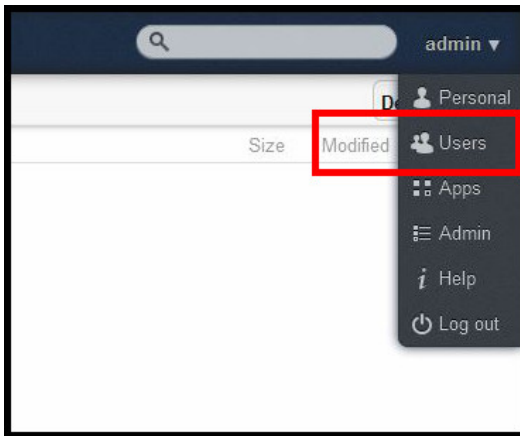 admin ▼
De
Personal
Size Modified
Users
Apps
Admin
Help
Log out